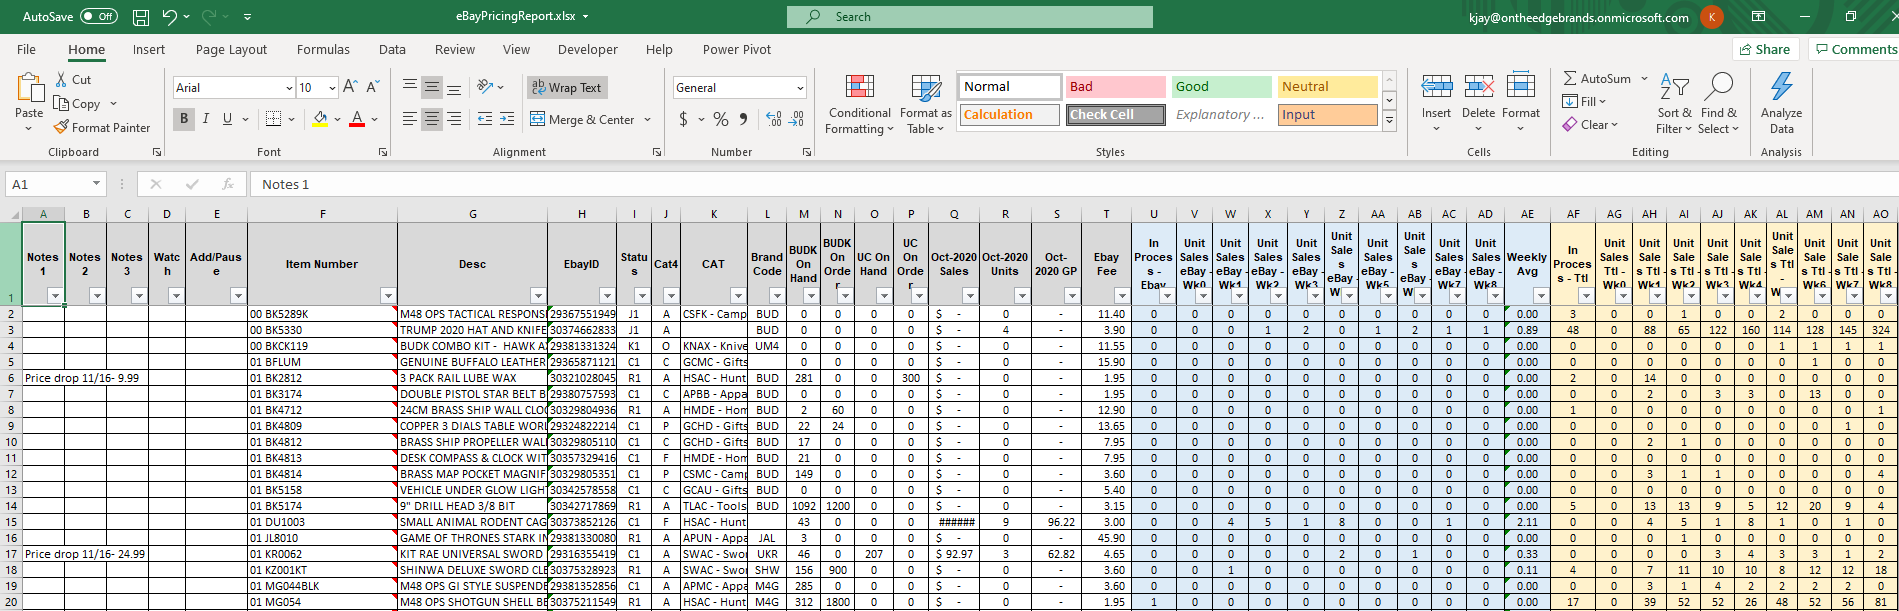 AutoSave Off eBayPricingReport.xlsx Search kjay@ontheedgebrands.onmicrosoft.com K
File Home Insert Page Layout Formulas Data Review View Developer Help Power Pivot Share Comments
Paste Cut Copy Format Painter Clipboard
Arial 10 A A B I U A Font
Wrap Text Merge & Center Alignment
General $ % Number
Conditional Formatting Format as Table Normal Bad Good Neutral Calculation Check Cell Explanatory ... Input Styles
Insert Delete Format Cells
AutoSum Fill Clear Sort & Filter Find & Select Editing
Analyze Data Analysis
A1 fx Notes 1
A B C D E F G H I J K L M N O P Q R S T U V W X Y Z AA AB AC AD AE AF AG AH AI AJ AK AL AM AN AO
1 Notes 1 Notes 2 Notes 3 Watch Add/Pause Item Number Desc EbayID Status Cat4 CAT Brand Code BUDK On Hand BUDK On Order UC On Hand UC On Order Oct-2020 Sales Oct-2020 Units Oct-2020 GP Ebay Fee In Process - Ebay Unit Sales eBay - Wk0 Unit Sales eBay - Wk1 Unit Sales eBay - Wk2 Unit Sales eBay - Wk3 Unit Sales eBay - W Unit Sales eBay - Wk5 Unit Sales eBay - W Unit Sales eBay - Wk7 Unit Sales eBay - Wk8 Weekly Avg In Process - Ttl Unit Sales Ttl - Wk0 Unit Sales Ttl - Wk1 Unit Sales Ttl - Wk2 Unit Sales Ttl - Wk3 Unit Sales Ttl - Wk4 Unit Sales Ttl - W Unit Sales Ttl - Wk6 Unit Sales Ttl - Wk7 Unit Sales Ttl - Wk8
2 00 BK5289K M48 OPS TACTICAL RESPONS 29367551949 J1 A CSFK - Camp BUD 0 0 0 0 $ - 0 - 11.40 0 0 0 0 0 0 0 0 0 0 0.00 3 0 0 1 0 0 2 0 0 0
3 00 BK5330 TRUMP 2020 HAT AND KNIFE 30374662833 J1 A BUD 0 0 0 0 $ - 4 - 3.90 0 0 0 1 2 0 1 2 1 1 0.89 48 0 88 65 122 160 114 128 145 324
4 00 BKCK119 BUDK COMBO KIT - HAWK A 29381331324 K1 O KNAX - Knive UM4 0 0 0 0 $ - 0 - 11.55 0 0 0 0 0 0 0 0 0 0 0.00 0 0 0 0 0 0 1 1 1 1
5 01 BFLUM GENUINE BUFFALO LEATHER 29365871121 C1 C GCMC - Gifts 0 0 0 0 $ - 0 - 15.90 0 0 0 0 0 0 0 0 0 0 0.00 0 0 0 0 0 0 0 1 0 0
6 Price drop 11/16- 9.99 01 BK2812 3 PACK RAIL LUBE WAX 30321028045 R1 A HSAC - Hunt BUD 281 0 0 300 $ - 0 - 1.95 0 0 0 0 0 0 0 0 0 0 0.00 2 0 14 0 0 0 0 0 0 0
7 01 BK3174 DOUBLE PISTOL STAR BELT B 29380757593 C1 C APBB - Appa BUD 0 0 0 0 $ - 0 - 1.95 0 0 0 0 0 0 0 0 0 0 0.00 0 0 2 0 3 3 0 13 0 0
8 01 BK4712 24CM BRASS SHIP WALL CLO 30329804936 R1 A HMDE - Hom BUD 2 60 0 0 $ - 0 - 12.90 0 0 0 0 0 0 0 0 0 0 0.00 1 0 0 0 0 0 0 0 0 1
9 01 BK4809 COPPER 3 DIALS TABLE WOR 29324822214 C1 P GCHD - Gifts BUD 22 24 0 0 $ - 0 - 13.65 0 0 0 0 0 0 0 0 0 0 0.00 0 0 0 0 0 0 0 0 1 0
10 01 BK4812 BRASS SHIP PROPELLER WAL 30329805110 C1 C GCHD - Gifts BUD 17 0 0 0 $ - 0 - 7.95 0 0 0 0 0 0 0 0 0 0 0.00 0 0 2 1 0 0 0 0 0 0
11 01 BK4813 DESK COMPASS & CLOCK WIT 30357329416 C1 F HMDE - Hom BUD 21 0 0 0 $ - 0 - 7.95 0 0 0 0 0 0 0 0 0 0 0.00 0 0 0 0 0 0 0 0 0 0
12 01 BK4814 BRASS MAP POCKET MAGNIF 30329805351 C1 P CSMC - Camp BUD 149 0 0 0 $ - 0 - 3.60 0 0 0 0 0 0 0 0 0 0 0.00 0 0 3 1 1 0 0 0 0 4
13 01 BK5158 VEHICLE UNDER GLOW LIGH 30342578558 C1 C GCAU - Gifts BUD 0 0 0 0 $ - 0 - 5.40 0 0 0 0 0 0 0 0 0 0 0.00 0 0 0 0 0 0 0 0 0 0
14 01 BK5174 9" DRILL HEAD 3/8 BIT 30342717869 R1 A TLAC - Tools BUD 1092 1200 0 0 $ - 0 - 3.15 0 0 0 0 0 0 0 0 0 0 0.00 5 0 13 13 9 5 12 20 9 4
15 01 DU1003 SMALL ANIMAL RODENT CAG 30373852126 C1 F HSAC - Hunt 43 0 0 0 ###### 9 96.22 3.00 0 0 4 5 1 8 0 0 1 0 2.11 0 0 4 5 1 8 1 0 1 0
16 01 JL8010 GAME OF THRONES STARK IN 29381330080 R1 A APUN - Appa JAL 3 0 0 0 $ - 0 - 45.90 0 0 0 0 0 0 0 0 0 0 0.00 0 0 0 1 0 0 0 0 0 0
17 Price drop 11/16- 24.99 01 KR0062 KIT RAE UNIVERSAL SWORD 29316355419 C1 A SWAC - Swor UKR 46 0 207 0 $ 92.97 3 62.82 4.65 0 0 0 0 0 2 0 1 0 0 0.33 0 0 0 0 3 4 3 3 1 2
18 01 KZ001KT SHINWA DELUXE SWORD CLE 30375328923 R1 A SWAC - Swor SHW 156 900 0 0 $ - 0 - 3.60 0 0 1 0 0 0 0 0 0 0 0.11 4 0 7 11 10 10 8 12 12 18
19 01 MG044BLK M48 OPS GI STYLE SUSPENDE 29381352856 C1 A APMC - Appa M4G 285 0 0 0 $ - 0 - 3.60 0 0 0 0 0 0 0 0 0 0 0.00 0 0 3 1 4 2 2 2 2 0
20 01 MG054 M48 OPS SHOTGUN SHELL BE 30375211549 R1 A HSAC - Hunt M4G 312 1800 0 0 $ - 0 - 1.95 1 0 0 0 0 0 0 0 0 0 0.00 17 0 39 52 52 26 48 52 56 81